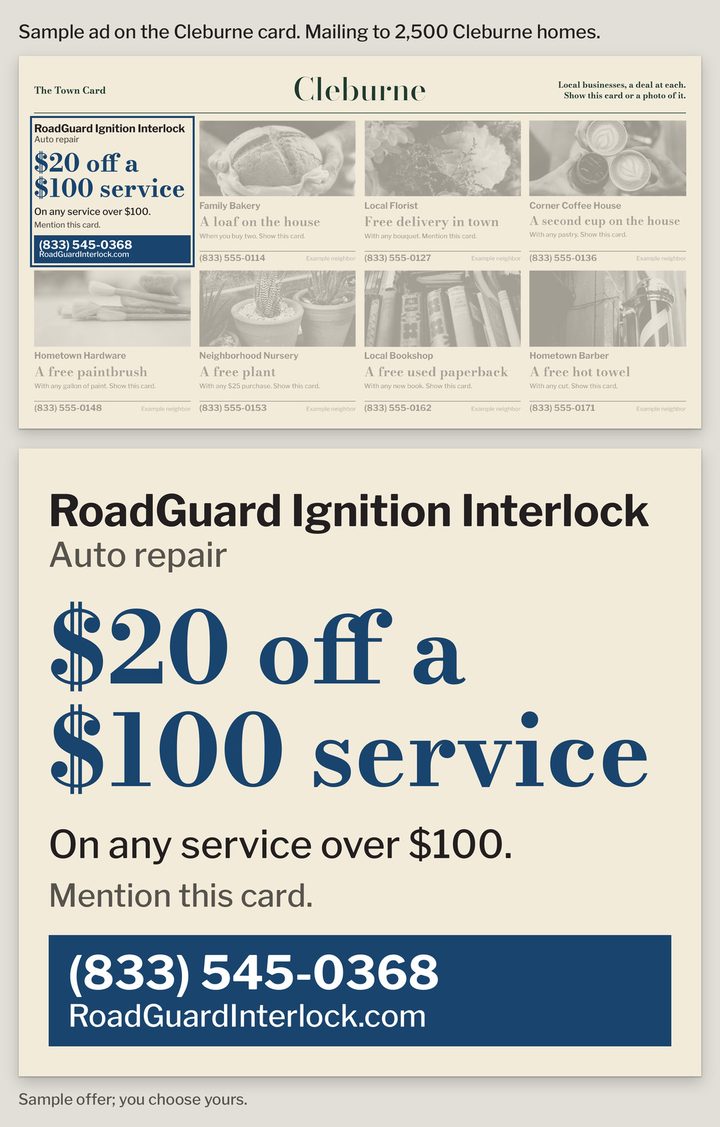 Sample ad on the Cleburne card. Mailing to 2,500 Cleburne homes.
The Town Card
Cleburne
Local businesses, a deal at each.
Show this card or a photo of it.
RoadGuard Ignition Interlock
Auto repair
$20 off a
$100 service
On any service over $100.
Mention this card.
(833) 545-0368
RoadGuardInterlock.com
Family Bakery
A loaf on the house
When you buy two. Show this card.
(833) 555-0114
Example neighbor
Local Florist
Free delivery in town
With any bouquet. Mention this card.
(833) 555-0127
Example neighbor
Corner Coffee House
A second cup on the house
With any pastry. Show this card.
(833) 555-0136
Example neighbor
Hometown Hardware
A free paintbrush
With any gallon of paint. Show this card.
(833) 555-0148
Example neighbor
Neighborhood Nursery
A free plant
With any $25 purchase. Show this card.
(833) 555-0153
Example neighbor
Local Bookshop
A free used paperback
With any new book. Show this card.
(833) 555-0162
Example neighbor
Hometown Barber
A free hot towel
With any cut. Show this card.
(833) 555-0171
Example neighbor
RoadGuard Ignition Interlock
Auto repair
$20 off a
$100 service
On any service over $100.
Mention this card.
(833) 545-0368
RoadGuardInterlock.com
Sample offer; you choose yours.